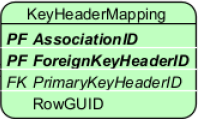 KeyHeaderMapping
PF AssociationID
PF ForeignKeyHeaderID
FK PrimaryKeyHeaderID
RowGUID